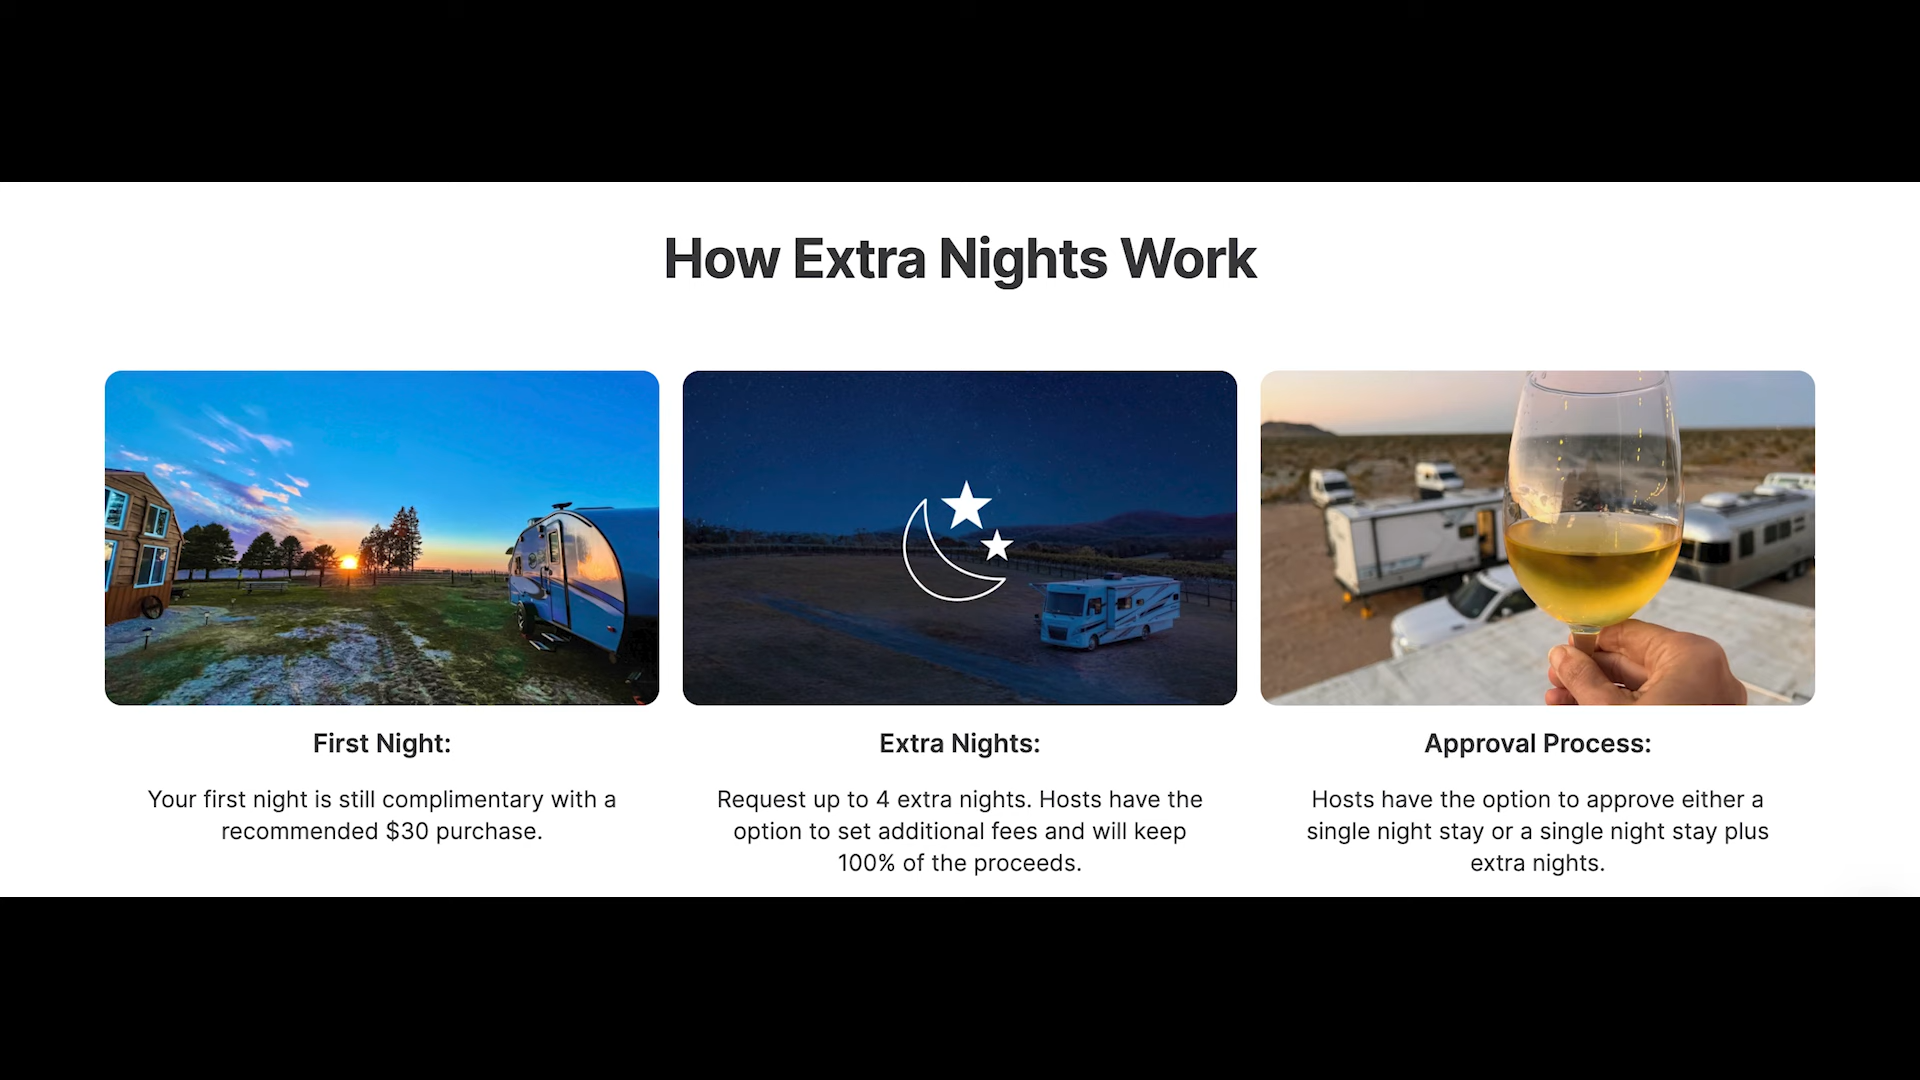 How Extra Nights Work
First Night:
Your first night is still complimentary with a
recommended $30 purchase.
Extra Nights:
Request up to 4 extra nights. Hosts have the
option to set additional fees and will keep
100% of the proceeds.
Approval Process:
Hosts have the option to approve either a
single night stay or a single night stay plus
extra nights.